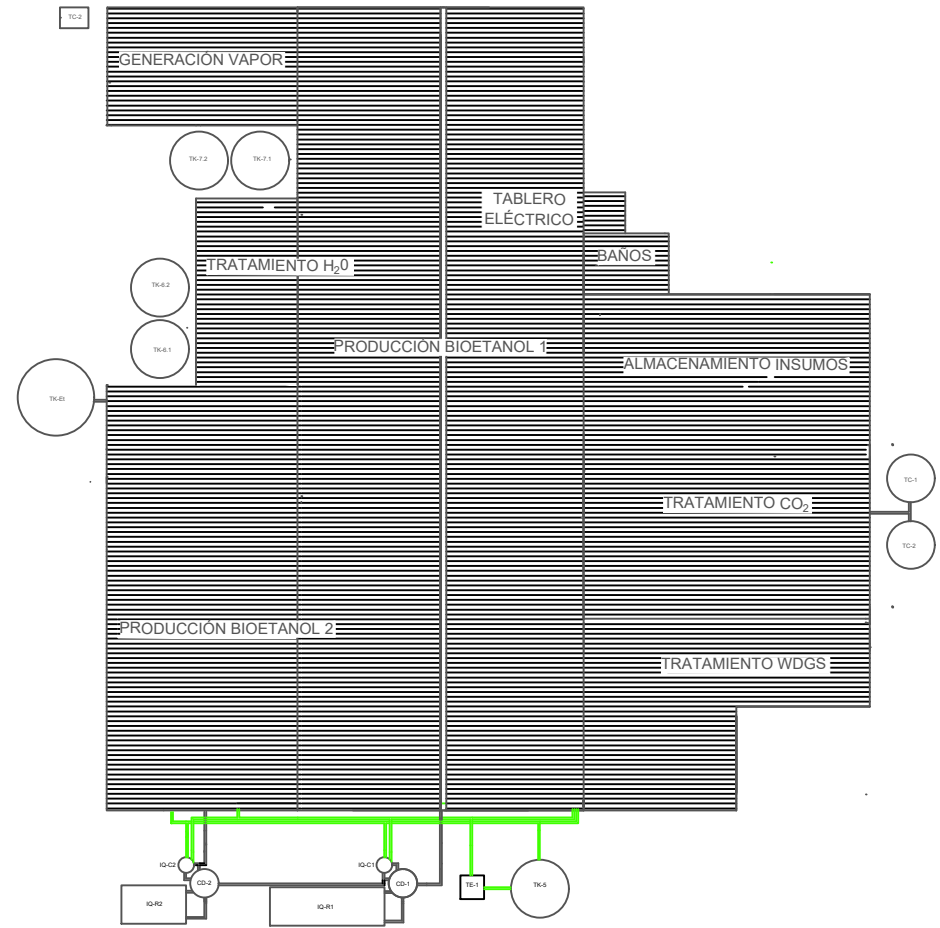 TC-2
GENERACIÓN VAPOR
TK-7.2
TK-7.1
TABLERO
ELÉCTRICO
BAÑOS
TRATAMIENTO H₂0
TK-6.2
TK-6.1
PRODUCCIÓN BIOETANOL 1
ALMACENAMIENTO INSUMOS
TK-Et
TC-1
TRATAMIENTO CO₂
TC-2
PRODUCCIÓN BIOETANOL 2
TRATAMIENTO WDGS
IQ-C2
IQ-C1
CD-2
CD-1
TE-1
TK-5
IQ-R2
IQ-R1